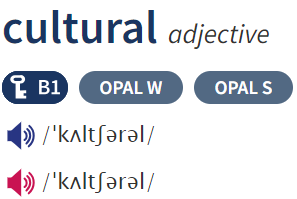 cultural adjective
B1 OPAL W OPAL S
/ˈkʌltʃərəl/
/ˈkʌltʃərəl/